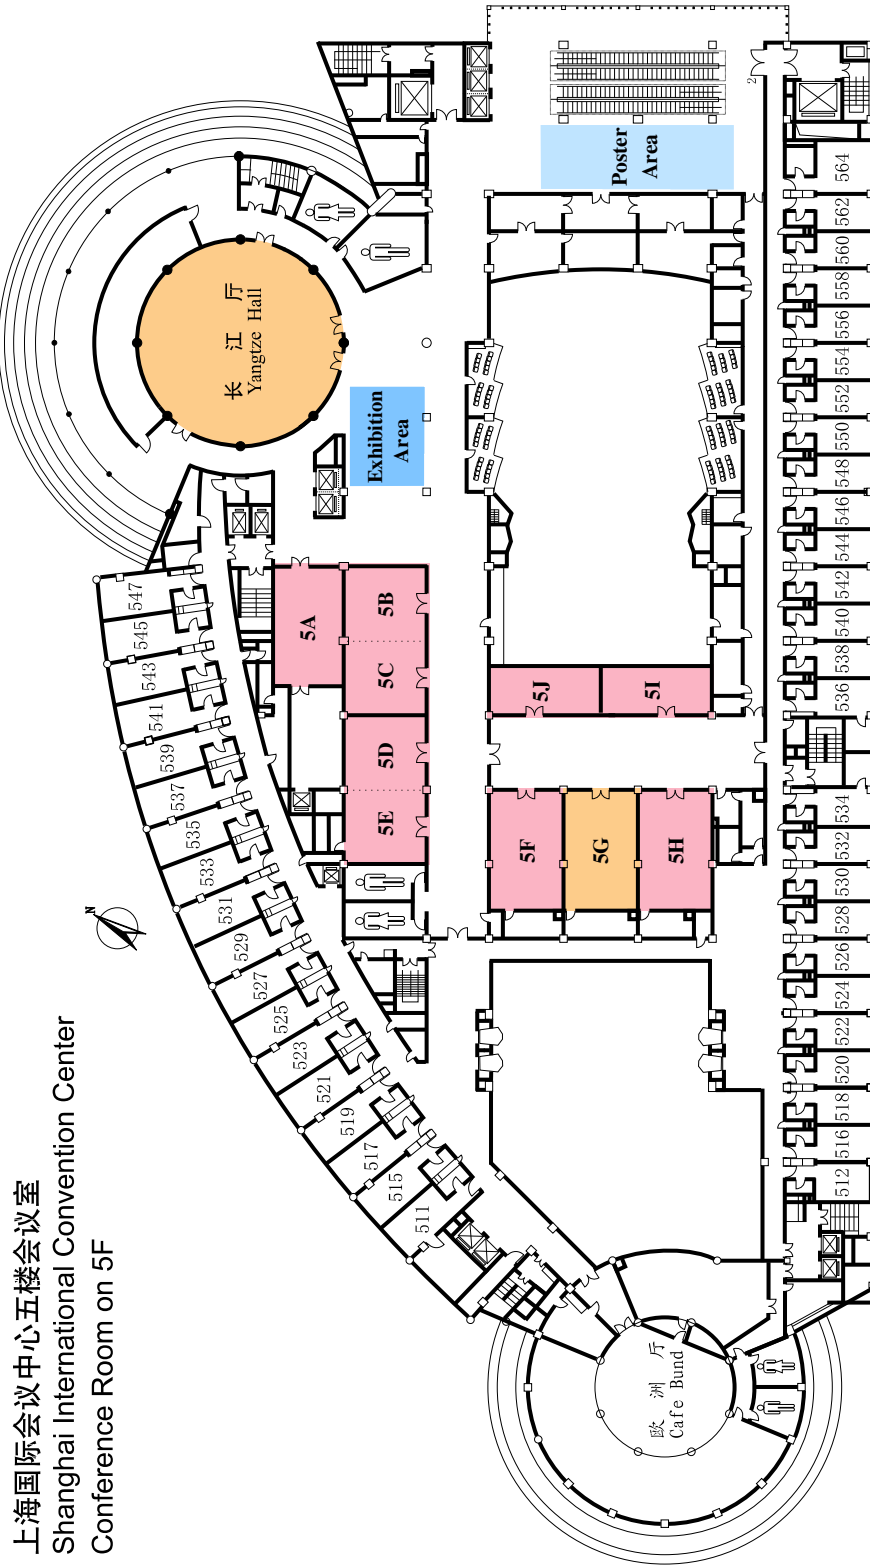 上海国际会议中心五楼会议室
Shanghai International Convention Center
Conference Room on 5F
N
长 江 厅
Yangtze Hall
Exhibition
Area
Poster
Area
2
5A
5B
5C
5D
5E
5F
5G
5H
5I
5J
欧 洲 厅
Cafe Bund
511
515
517
519
521
523
525
527
529
531
533
535
537
539
541
543
545
547
512
516
518
520
522
524
526
528
530
532
534
536
538
540
542
544
546
548
550
552
554
556
558
560
562
564